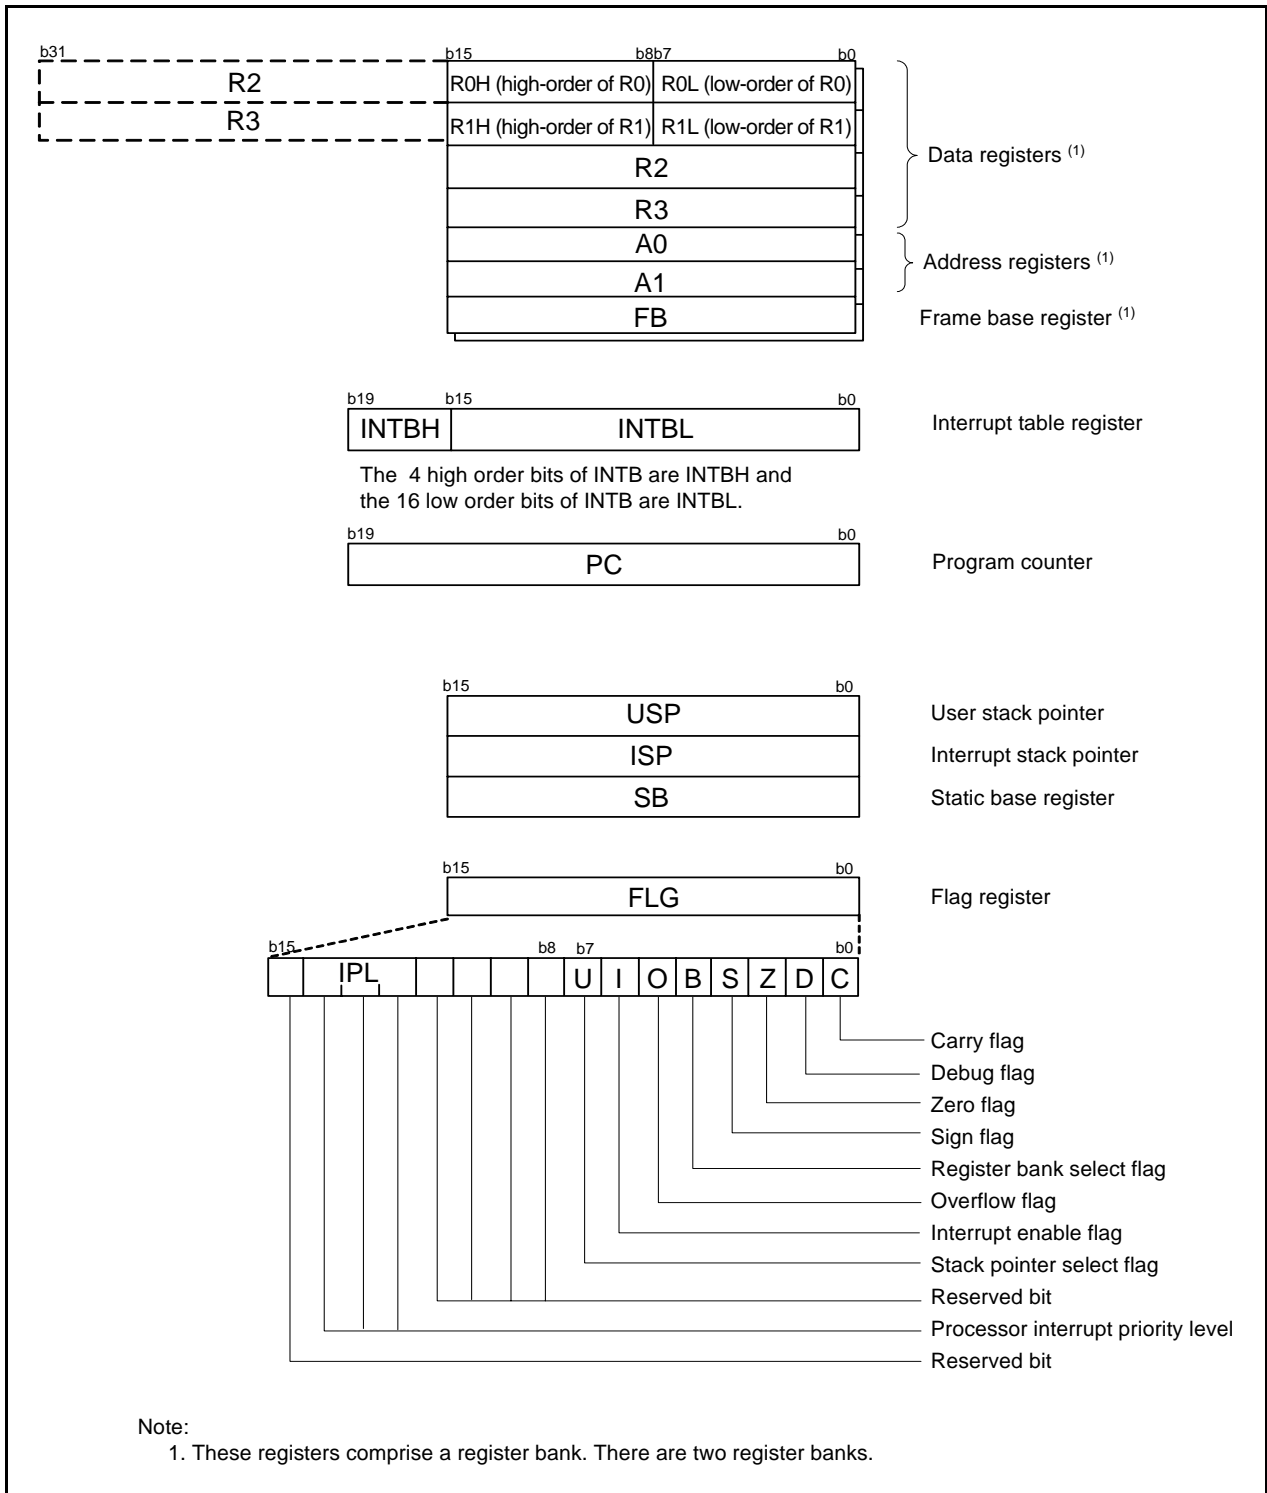 b31 b15 b8b7 b0
R2 R0H (high-order of R0) R0L (low-order of R0)
R3 R1H (high-order of R1) R1L (low-order of R1)
R2
Data registers (1)
R3
A0
Address registers (1)
A1
FB Frame base register (1)
b19 b15 b0
INTBH INTBL Interrupt table register
The 4 high order bits of INTB are INTBH and
the 16 low order bits of INTB are INTBL.
b19 b0
PC Program counter
b15 b0
USP User stack pointer
ISP Interrupt stack pointer
SB Static base register
b15 b0
FLG Flag register
b15 b8 b7 b0
IPL U I O B S Z D C
Carry flag
Debug flag
Zero flag
Sign flag
Register bank select flag
Overflow flag
Interrupt enable flag
Stack pointer select flag
Reserved bit
Processor interrupt priority level
Reserved bit
Note:
1. These registers comprise a register bank. There are two register banks.